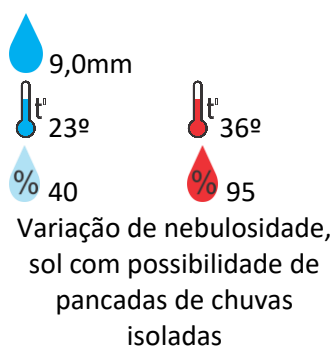 9,0mm
t° 23º t° 36º
% 40 % 95
Variação de nebulosidade,
sol com possibilidade de
pancadas de chuvas
isoladas